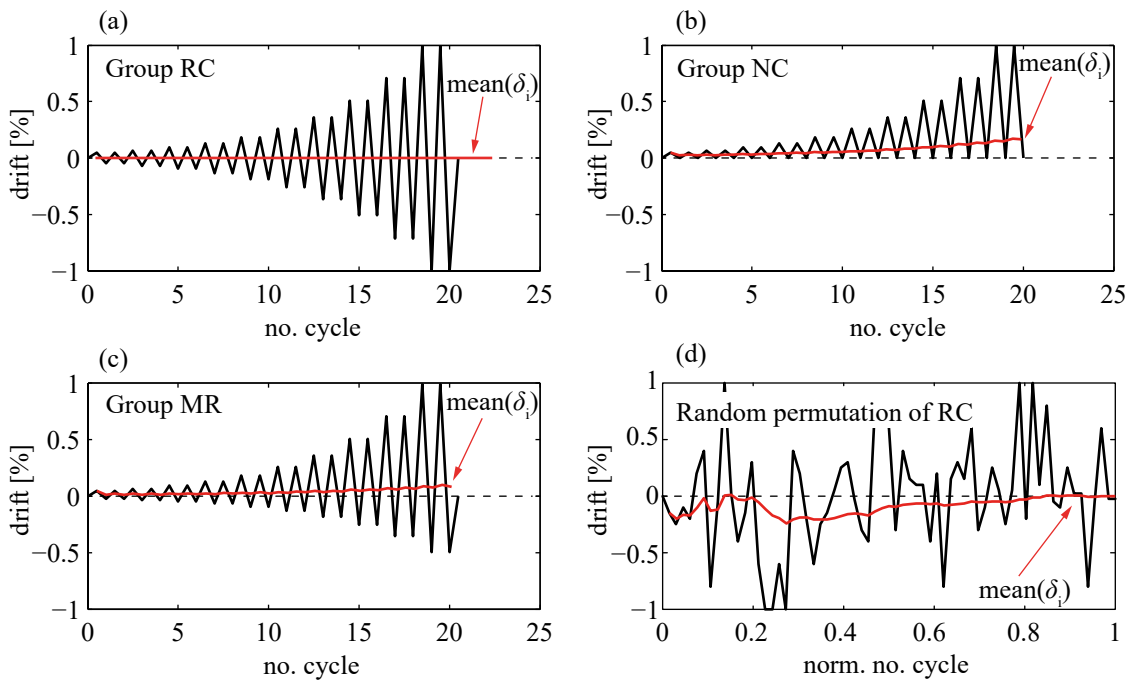 (a)
Group RC
mean(δi)
drift [%]
1
0.5
0
−0.5
−1
0 5 10 15 20 25
no. cycle
(b)
Group NC
mean(δi)
drift [%]
1
0.5
0
−0.5
−1
0 5 10 15 20 25
no. cycle
(c)
Group MR
mean(δi)
drift [%]
1
0.5
0
−0.5
−1
0 5 10 15 20 25
no. cycle
(d)
Random permutation of RC
mean(δi)
drift [%]
1
0.5
0
−0.5
−1
0 0.2 0.4 0.6 0.8 1
norm. no. cycle